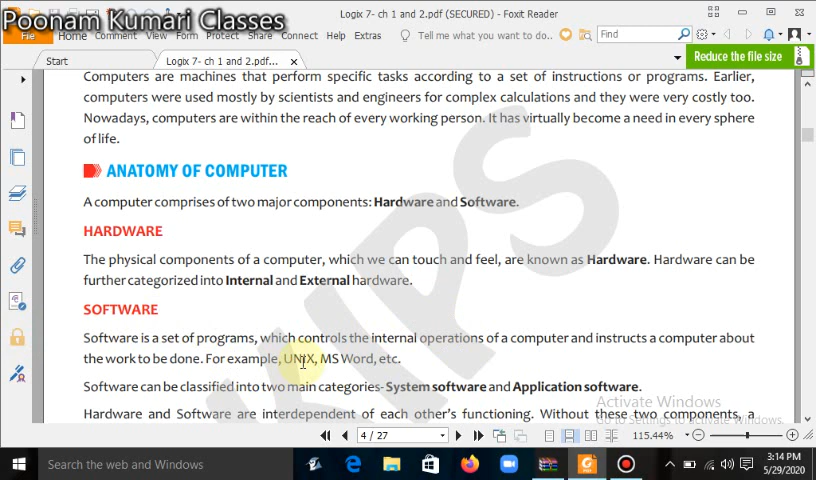 Poonam Kumari Classes
Logix 7- ch 1 and 2.pdf (SECURED) - Foxit Reader
File Home Comment View Form Protect Share Connect Help Extras Tell me what you want to do.. Find
Start Logix 7- ch 1 and 2.pdf... Reduce the file size
Computers are machines that perform specific tasks according to a set of instructions or programs. Earlier,
computers were used mostly by scientists and engineers for complex calculations and they were very costly too.
Nowadays, computers are within the reach of every working person. It has virtually become a need in every sphere
of life.
ANATOMY OF COMPUTER
A computer comprises of two major components: Hardware and Software.
HARDWARE
The physical components of a computer, which we can touch and feel, are known as Hardware. Hardware can be
further categorized into Internal and External hardware.
SOFTWARE
Software is a set of programs, which controls the internal operations of a computer and instructs a computer about
the work to be done. For example, UNIX, MS Word, etc.
Software can be classified into two main categories- System software and Application software.
Hardware and Software are interdependent of each other's functioning. Without these two components, a
KIPS
Activate Windows
Go to Settings to activate Windows.
4 / 27 115.44%
Search the web and Windows
3:14 PM
5/29/2020